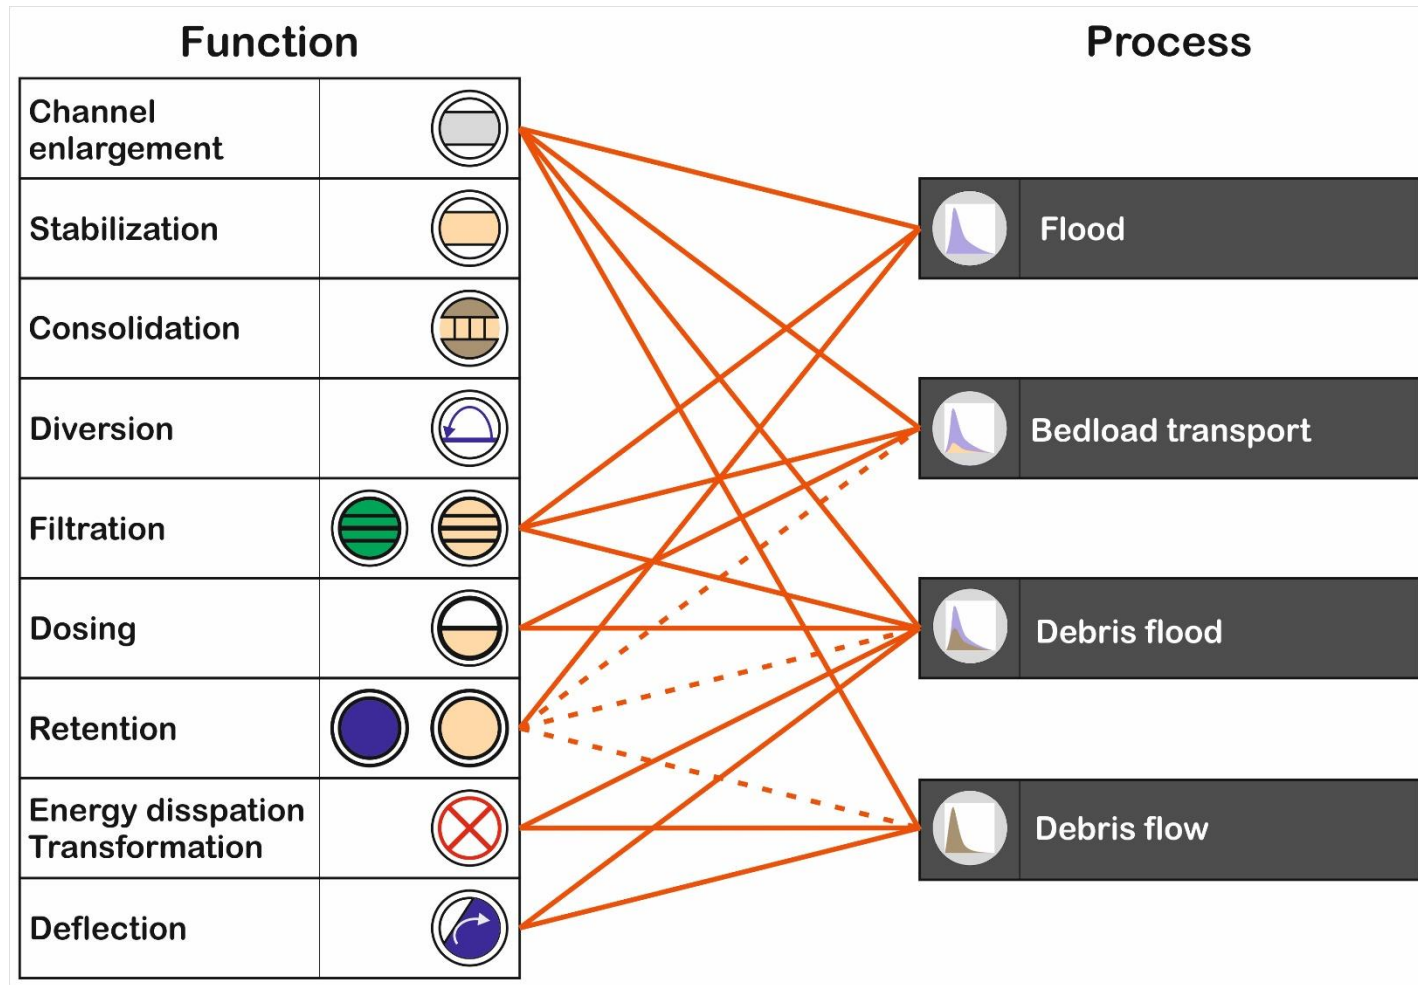 Function
Process
Channel
enlargement
Stabilization
Flood
Consolidation
Diversion
Bedload transport
Filtration
Dosing
Debris flood
Retention
Energy disspation
Transformation
Debris flow
Deflection